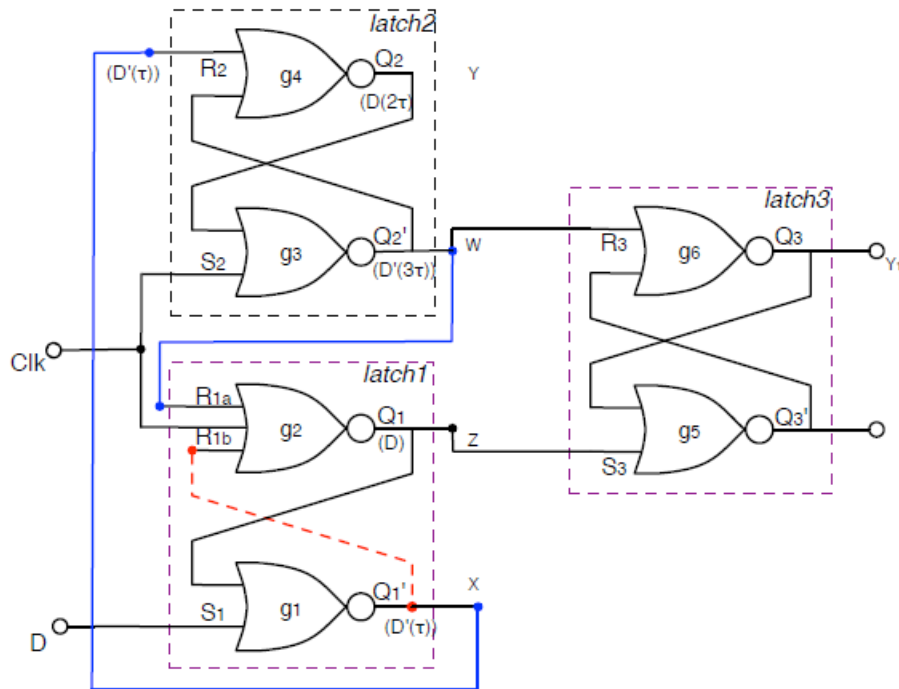 latch2
Q2
R2
g4
Y
(D'(τ))
(D(2τ)
latch3
Q2'
Q3
W
R3
g6
S2
g3
(D'(3τ))
Y1
Clk
latch1
R1a
Q1
Q3'
R1b
g2
(D)
Z
g5
S3
Q1'
X
S1
g1
(D'(τ))
D